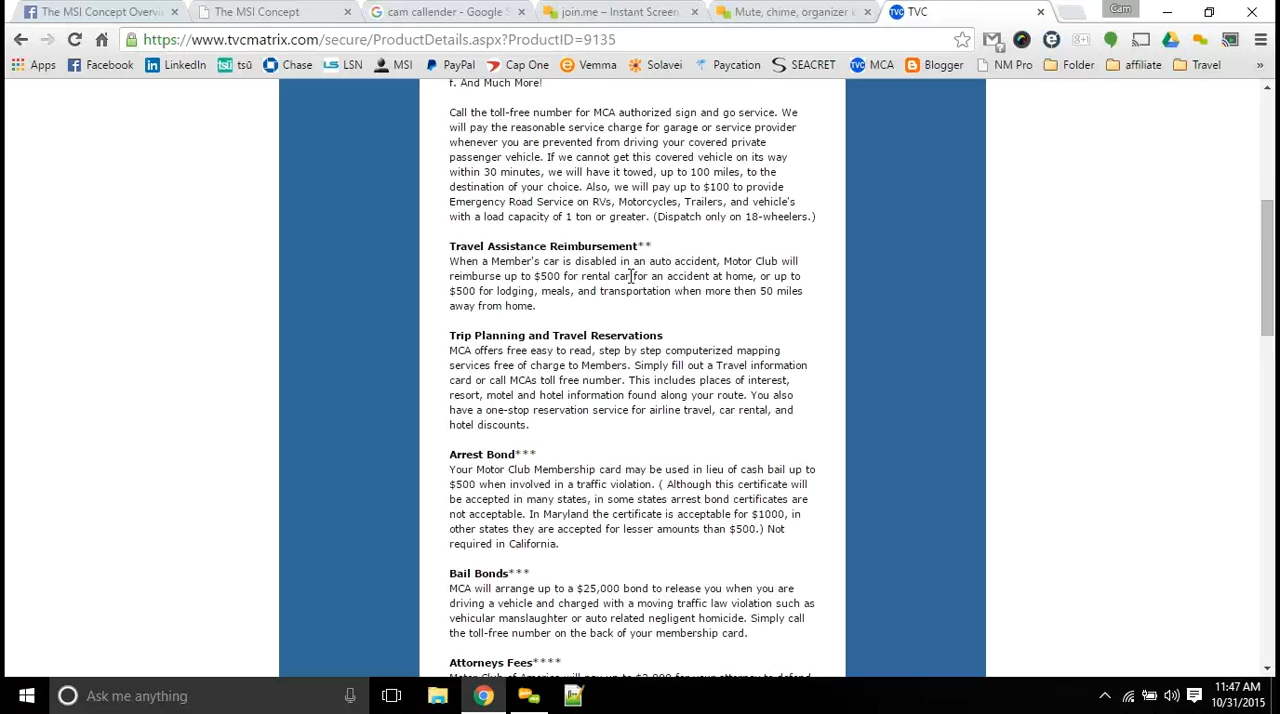 The MSI Concept Overvi
The MSI Concept
cam callender - Google S
join.me – Instant Screen
Mute, chime, organizer i
TVC
Cam
https://www.tvcmatrix.com/secure/ProductDetails.aspx?ProductID=9135
Apps Facebook LinkedIn tsū Chase LSN MSI PayPal Cap One Vemma Solavei Paycation SEACRET MCA Blogger NM Pro Folder affiliate Travel »
f. And Much More!
Call the toll-free number for MCA authorized sign and go service. We
will pay the reasonable service charge for garage or service provider
whenever you are prevented from driving your covered private
passenger vehicle. If we cannot get this covered vehicle on its way
within 30 minutes, we will have it towed, up to 100 miles, to the
destination of your choice. Also, we will pay up to $100 to provide
Emergency Road Service on RVs, Motorcycles, Trailers, and vehicle's
with a load capacity of 1 ton or greater. (Dispatch only on 18-wheelers.)
Travel Assistance Reimbursement**
When a Member's car is disabled in an auto accident, Motor Club will
reimburse up to $500 for rental car for an accident at home, or up to
$500 for lodging, meals, and transportation when more then 50 miles
away from home.
Trip Planning and Travel Reservations
MCA offers free easy to read, step by step computerized mapping
services free of charge to Members. Simply fill out a Travel information
card or call MCAs toll free number. This includes places of interest,
resort, motel and hotel information found along your route. You also
have a one-stop reservation service for airline travel, car rental, and
hotel discounts.
Arrest Bond***
Your Motor Club Membership card may be used in lieu of cash bail up to
$500 when involved in a traffic violation. ( Although this certificate will
be accepted in many states, in some states arrest bond certificates are
not acceptable. In Maryland the certificate is acceptable for $1000, in
other states they are accepted for lesser amounts than $500.) Not
required in California.
Bail Bonds***
MCA will arrange up to a $25,000 bond to release you when you are
driving a vehicle and charged with a moving traffic law violation such as
vehicular manslaughter or auto related negligent homicide. Simply call
the toll-free number on the back of your membership card.
Attorneys Fees****
Motor Club of America will pay up to $2,000 for your attorney to defend
Ask me anything
11:47 AM
10/31/2015